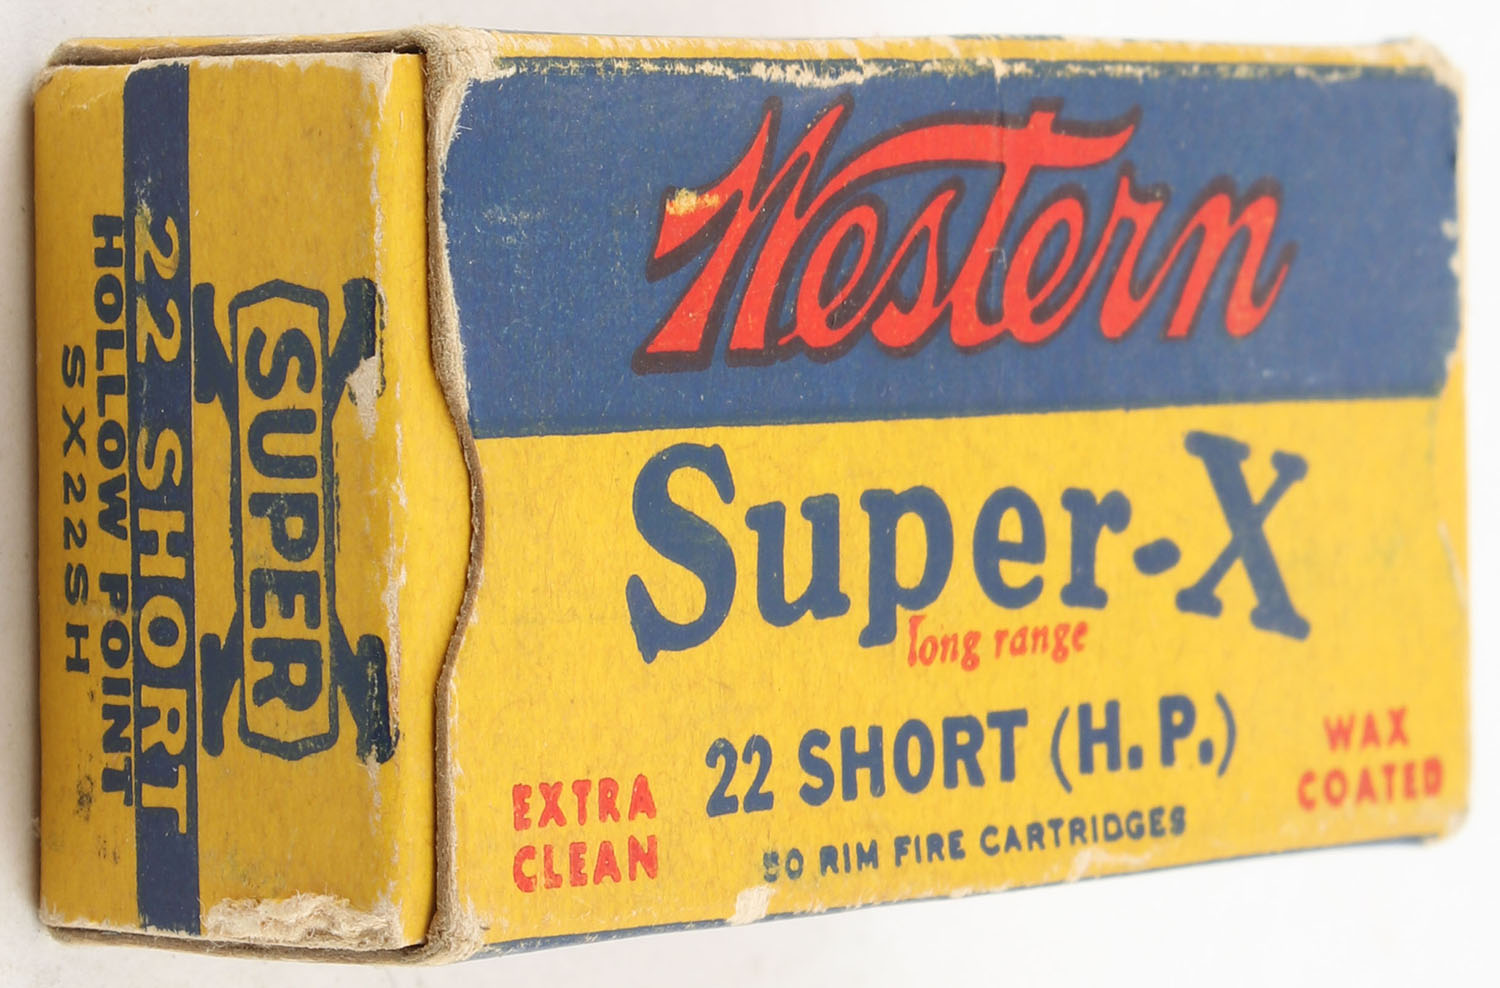 Western
Super-X
long range
22 SHORT (H.P.)
EXTRA
CLEAN
WAX
COATED
50 RIM FIRE CARTRIDGES
SUPER
22 SHORT
HOLLOW POINT
SX22SH